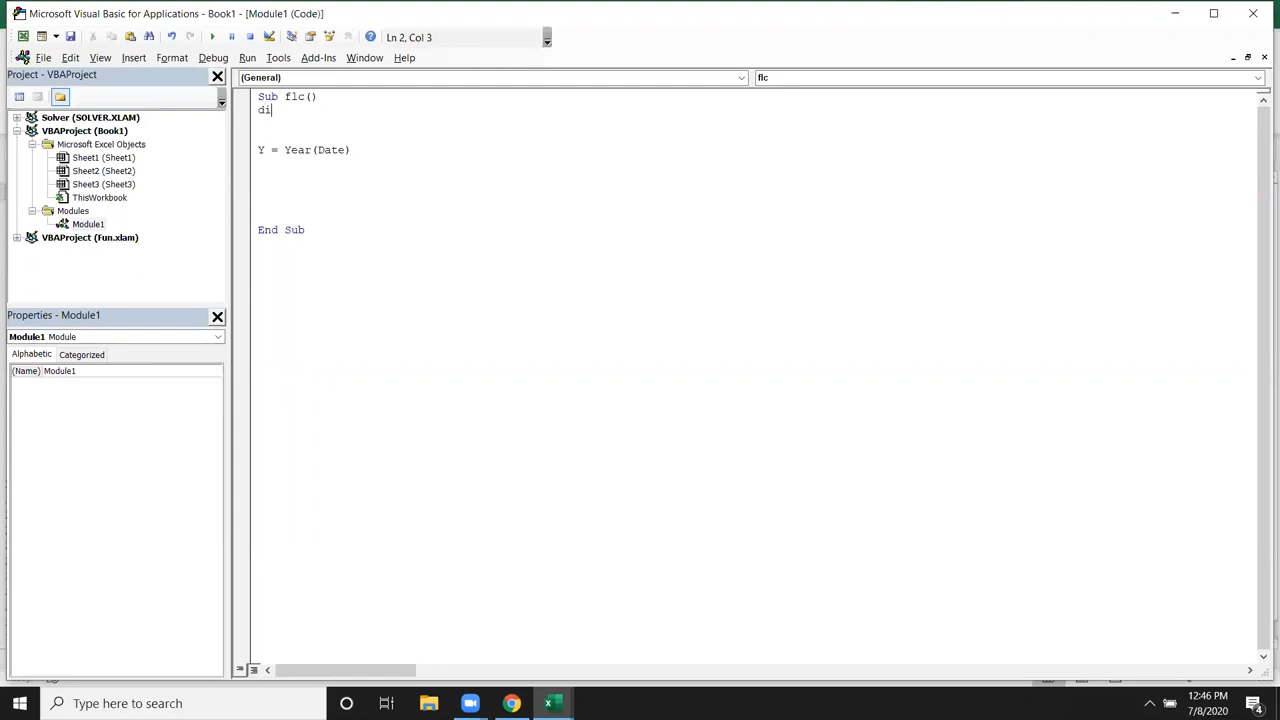 Microsoft Visual Basic for Applications - Book1 - [Module1 (Code)]
Ln 2, Col 3
File Edit View Insert Format Debug Run Tools Add-Ins Window Help
Project - VBAProject
(General)
flc
Solver (SOLVER.XLAM)
VBAProject (Book1)
Microsoft Excel Objects
Sheet1 (Sheet1)
Sheet2 (Sheet2)
Sheet3 (Sheet3)
ThisWorkbook
Modules
Module1
VBAProject (Fun.xlam)
Sub flc()
di
Y = Year(Date)
End Sub
Properties - Module1
Module1 Module
Alphabetic Categorized
(Name) Module1
Type here to search
12:46 PM
7/8/2020
4